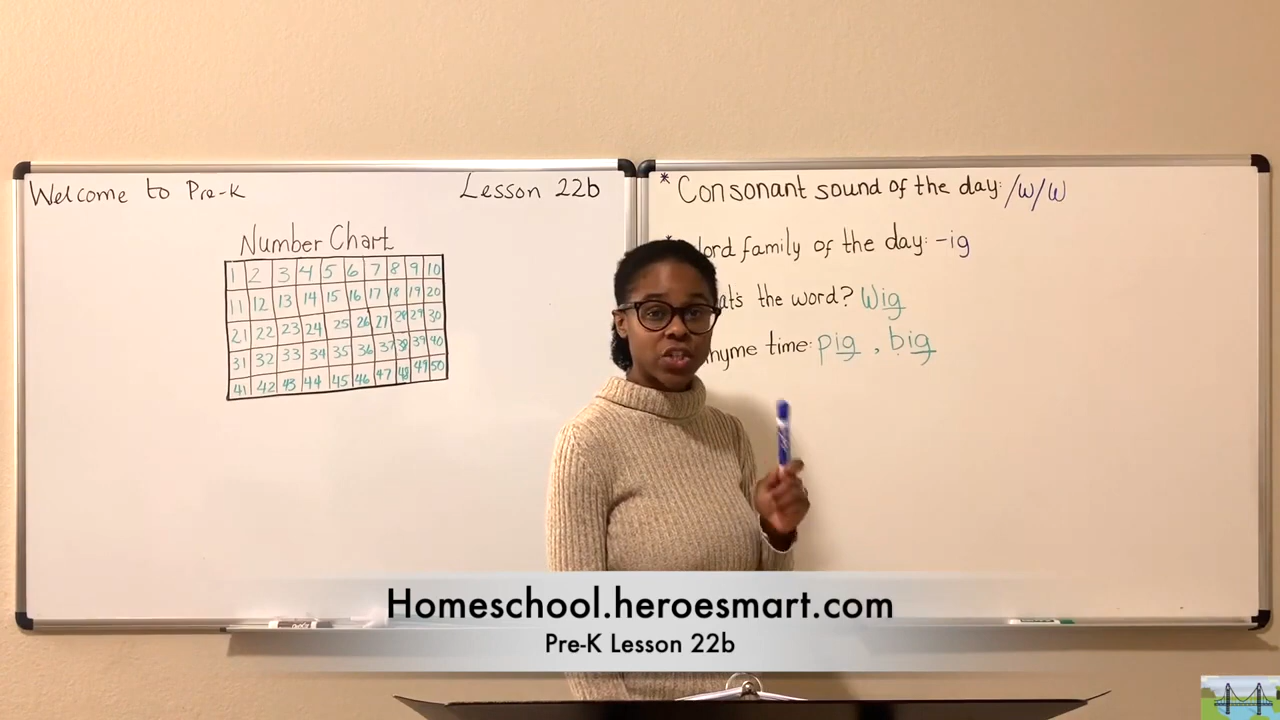 Welcome to Pre-K
Lesson 22b
Number Chart
1 2 3 4 5 6 7 8 9 10
11 12 13 14 15 16 17 18 19 20
21 22 23 24 25 26 27 28 29 30
31 32 33 34 35 36 37 38 39 40
41 42 43 44 45 46 47 48 49 50
* Consonant sound of the day: /w/w
family of the day: -ig
the word? Wig
time: pig, big
Homeschool.heroesmart.com
Pre-K Lesson 22b